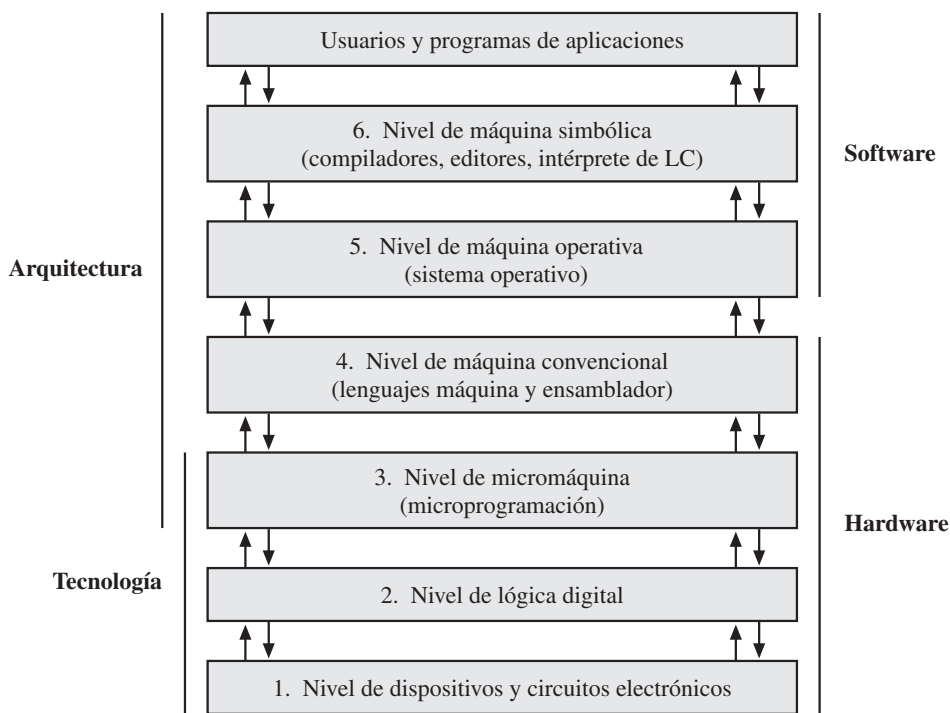 Usuarios y programas de aplicaciones
6. Nivel de máquina simbólica
(compiladores, editores, intérprete de LC)
Software
5. Nivel de máquina operativa
(sistema operativo)
Arquitectura
4. Nivel de máquina convencional
(lenguajes máquina y ensamblador)
3. Nivel de micromáquina
(microprogramación)
Hardware
Tecnología
2. Nivel de lógica digital
1. Nivel de dispositivos y circuitos electrónicos